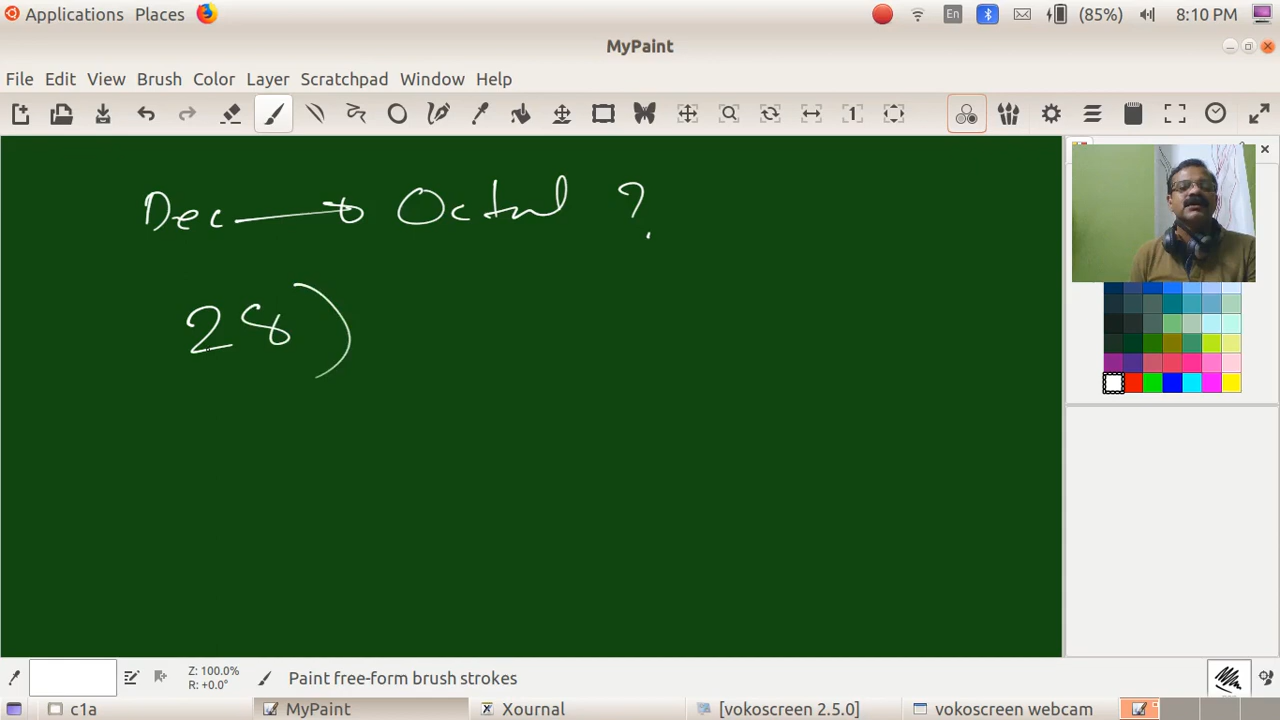 Applications Places En (85%) 8:10 PM
MyPaint
File Edit View Brush Color Layer Scratchpad Window Help
Dec → Octal ?
28)
Z: 100.0%
R: +0.0°
Paint free-form brush strokes
c1a MyPaint Xournal [vokoscreen 2.5.0] vokoscreen webcam